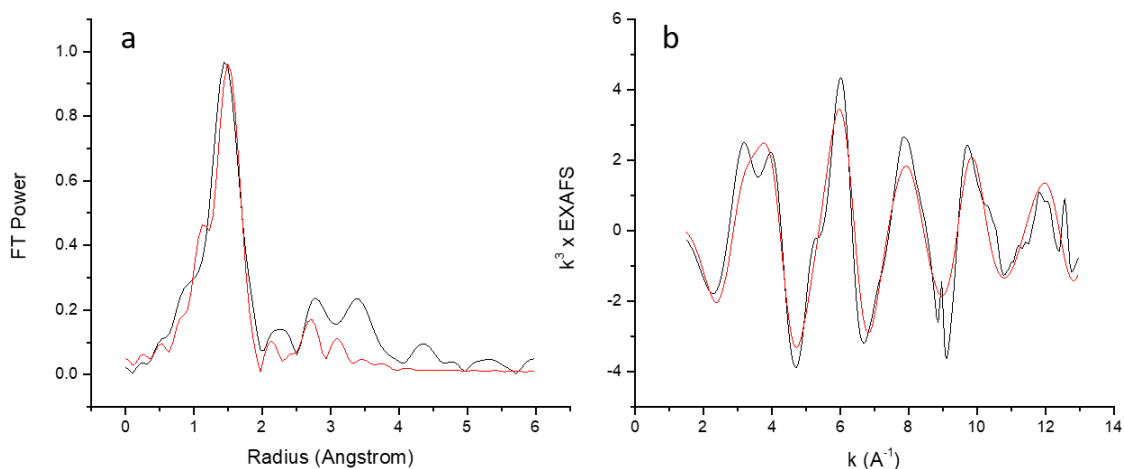 a
1.0
0.8
0.6
0.4
0.2
0.0
FT Power
0 1 2 3 4 5 6
Radius (Angstrom)
b
6
4
2
0
-2
-4
k³ x EXAFS
0 2 4 6 8 10 12 14
k (A⁻¹)